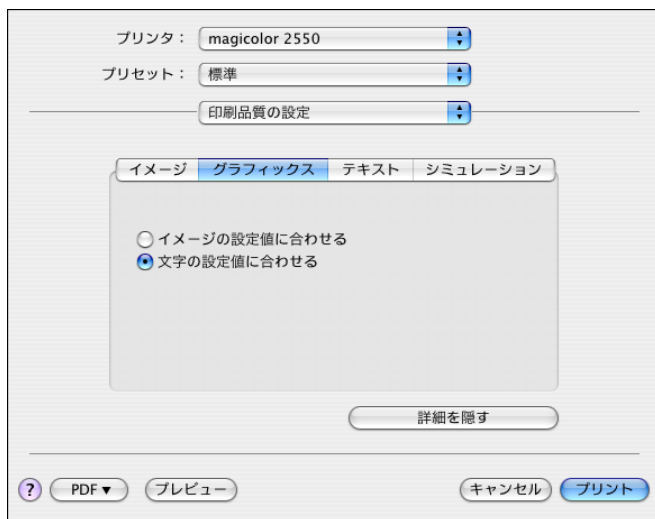 プリンタ： magicolor 2550
プリセット： 標準
印刷品質の設定
イメージ グラフィックス テキスト シミュレーション
イメージの設定値に合わせる
文字の設定値に合わせる
詳細を隠す
? PDF▼ プレビュー キャンセル プリント